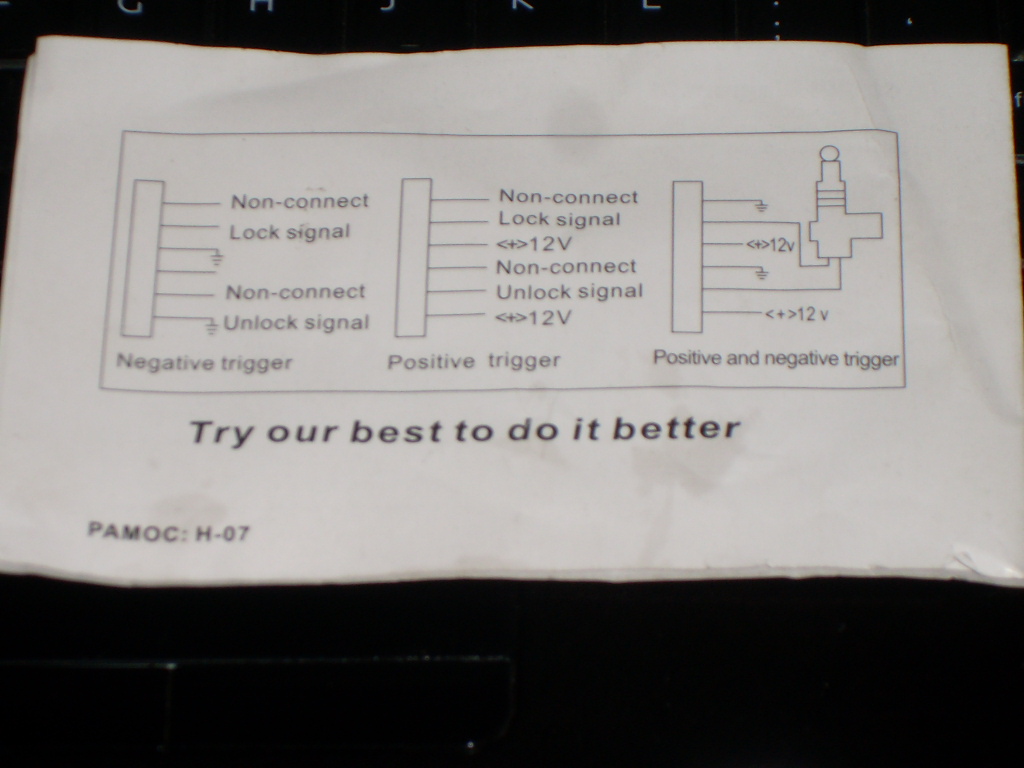 G H J K L :
Non-connect
Lock signal
Non-connect
Unlock signal
Negative trigger
Non-connect
Lock signal
<+>12V
Non-connect
Unlock signal
<+>12V
Positive trigger
<+>12v
<+>12 v
Positive and negative trigger
Try our best to do it better
PAMOC: H-07